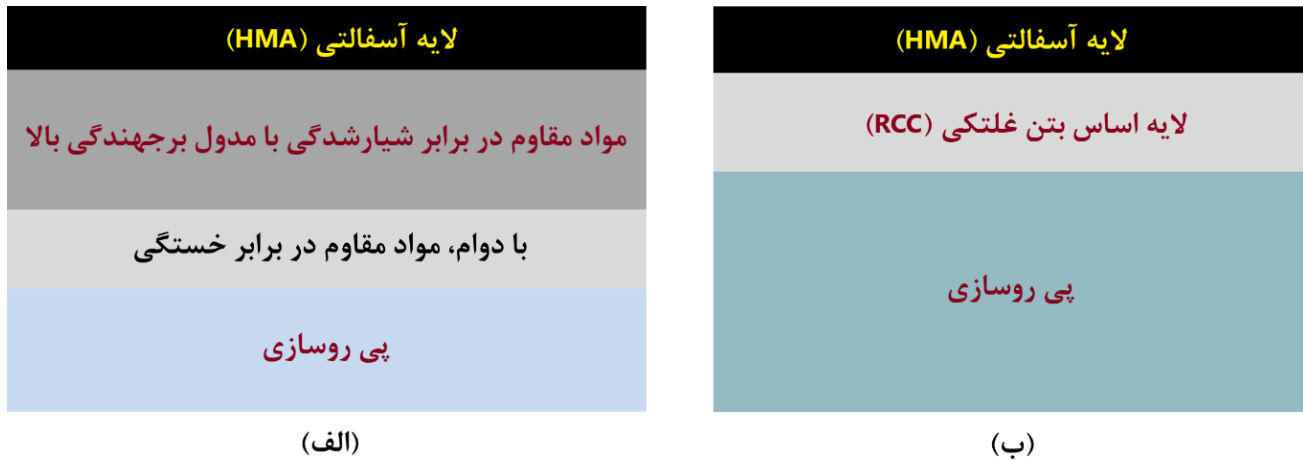 لایه آسفالتی (HMA)
مواد مقاوم در برابر شیارشدگی با مدول برجهندگی بالا
با دوام، مواد مقاوم در برابر خستگی
پی روسازی
(الف)
لایه آسفالتی (HMA)
لایه اساس بتن غلتکی (RCC)
پی روسازی
(ب)